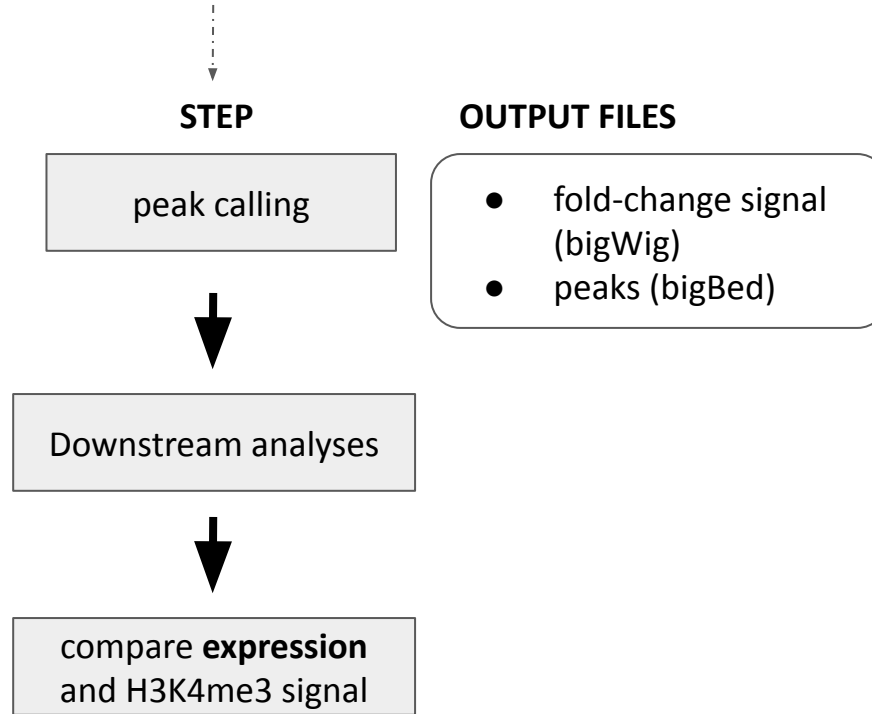 STEP
OUTPUT FILES
peak calling
● fold-change signal
(bigWig)
● peaks (bigBed)
Downstream analyses
compare expression
and H3K4me3 signal